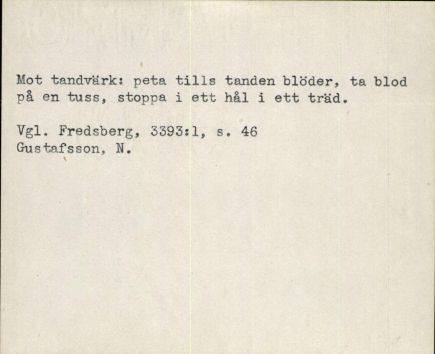 Mot tandvärk: peta tills tanden blöder, ta blod
på en tuss, stoppa i ett hål i ett träd.
Vgl. Fredsberg, 3393:1, s. 46
Gustafsson, N.